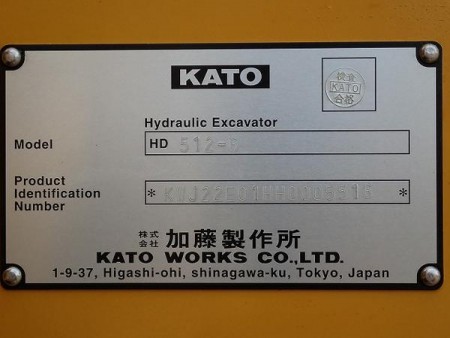 KATO
検査
KATO
合格
Hydraulic Excavator
Model
HD
Product
Identification
Number
* *
株式
会社 加藤製作所
KATO WORKS CO.,LTD.
1-9-37, Higashi-ohi, shinagawa-ku, Tokyo, Japan